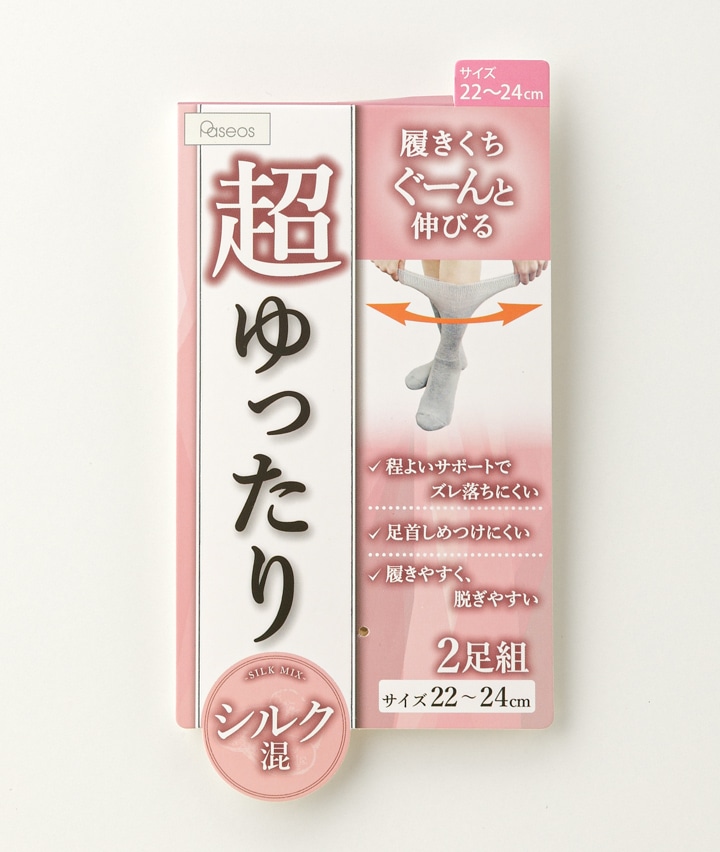 サイズ
22〜24cm
Paseos
超ゆったり
履きくち
ぐーんと
伸びる
✓程よいサポートで
ズレ落ちにくい
✓足首しめつけにくい
✓履きやすく、
脱ぎやすい
2足組
サイズ22〜24cm
-SILK MIX-
シルク
混